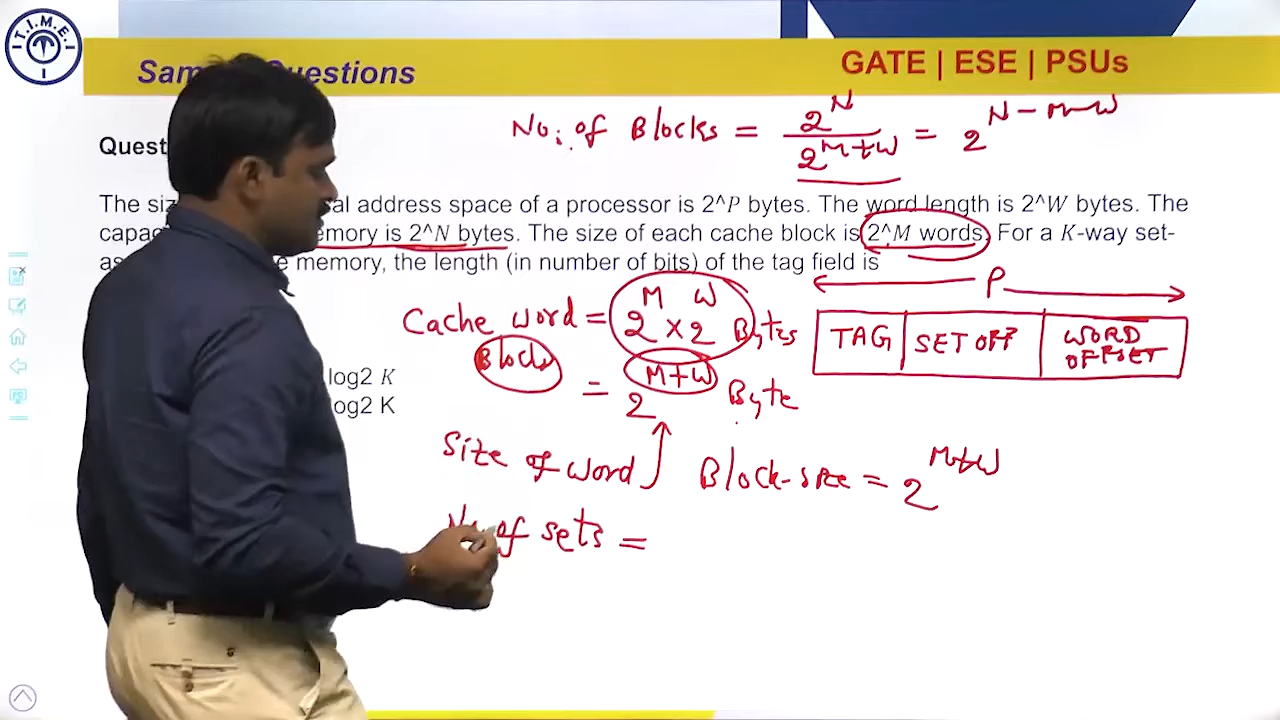 I.T.I.M.E.I
Sam Questions
GATE | ESE | PSUs
No. of Blocks = 2^N / 2^M+W = 2^N-M-W
Quest
The siz al address space of a processor is 2^P bytes. The word length is 2^W bytes. The
capac emory is 2^N bytes. The size of each cache block is 2^M words. For a K-way set-
as e memory, the length (in number of bits) of the tag field is
P
Cache word = 2^M × 2^W Bytes
TAG SET OFF WORD OFFSET
Blocks
= 2^M+W Byte
log2 K
log2 K
Size of word
Block-size = 2^M+W
of sets =